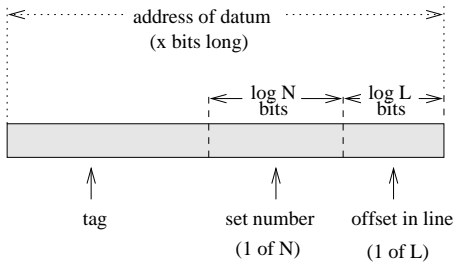 address of datum
(x bits long)
log N
bits
log L
bits
tag
set number
(1 of N)
offset in line
(1 of L)